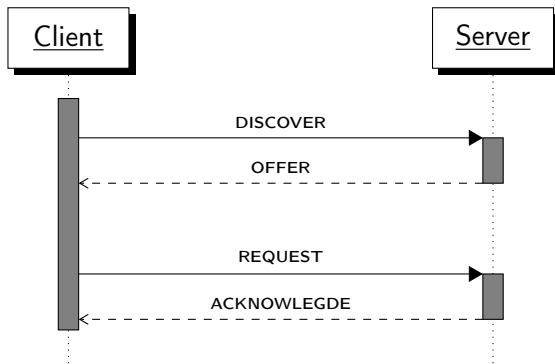 Client
Server
DISCOVER
OFFER
REQUEST
ACKNOWLEGDE